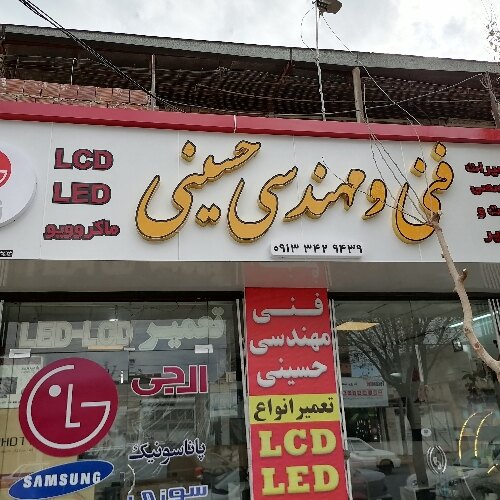 LCD
LED
ماکروویو
فنی و مهندسی حسینی
۰۹۱۳ ۳۴۲ ۹۴۳۹
تعمیر LED - LCD
فنی
مهندسی
حسینی
تعمیر انواع
LCD
LED
LG
ال جی
پاناسونیک
SAMSUNG
سونی